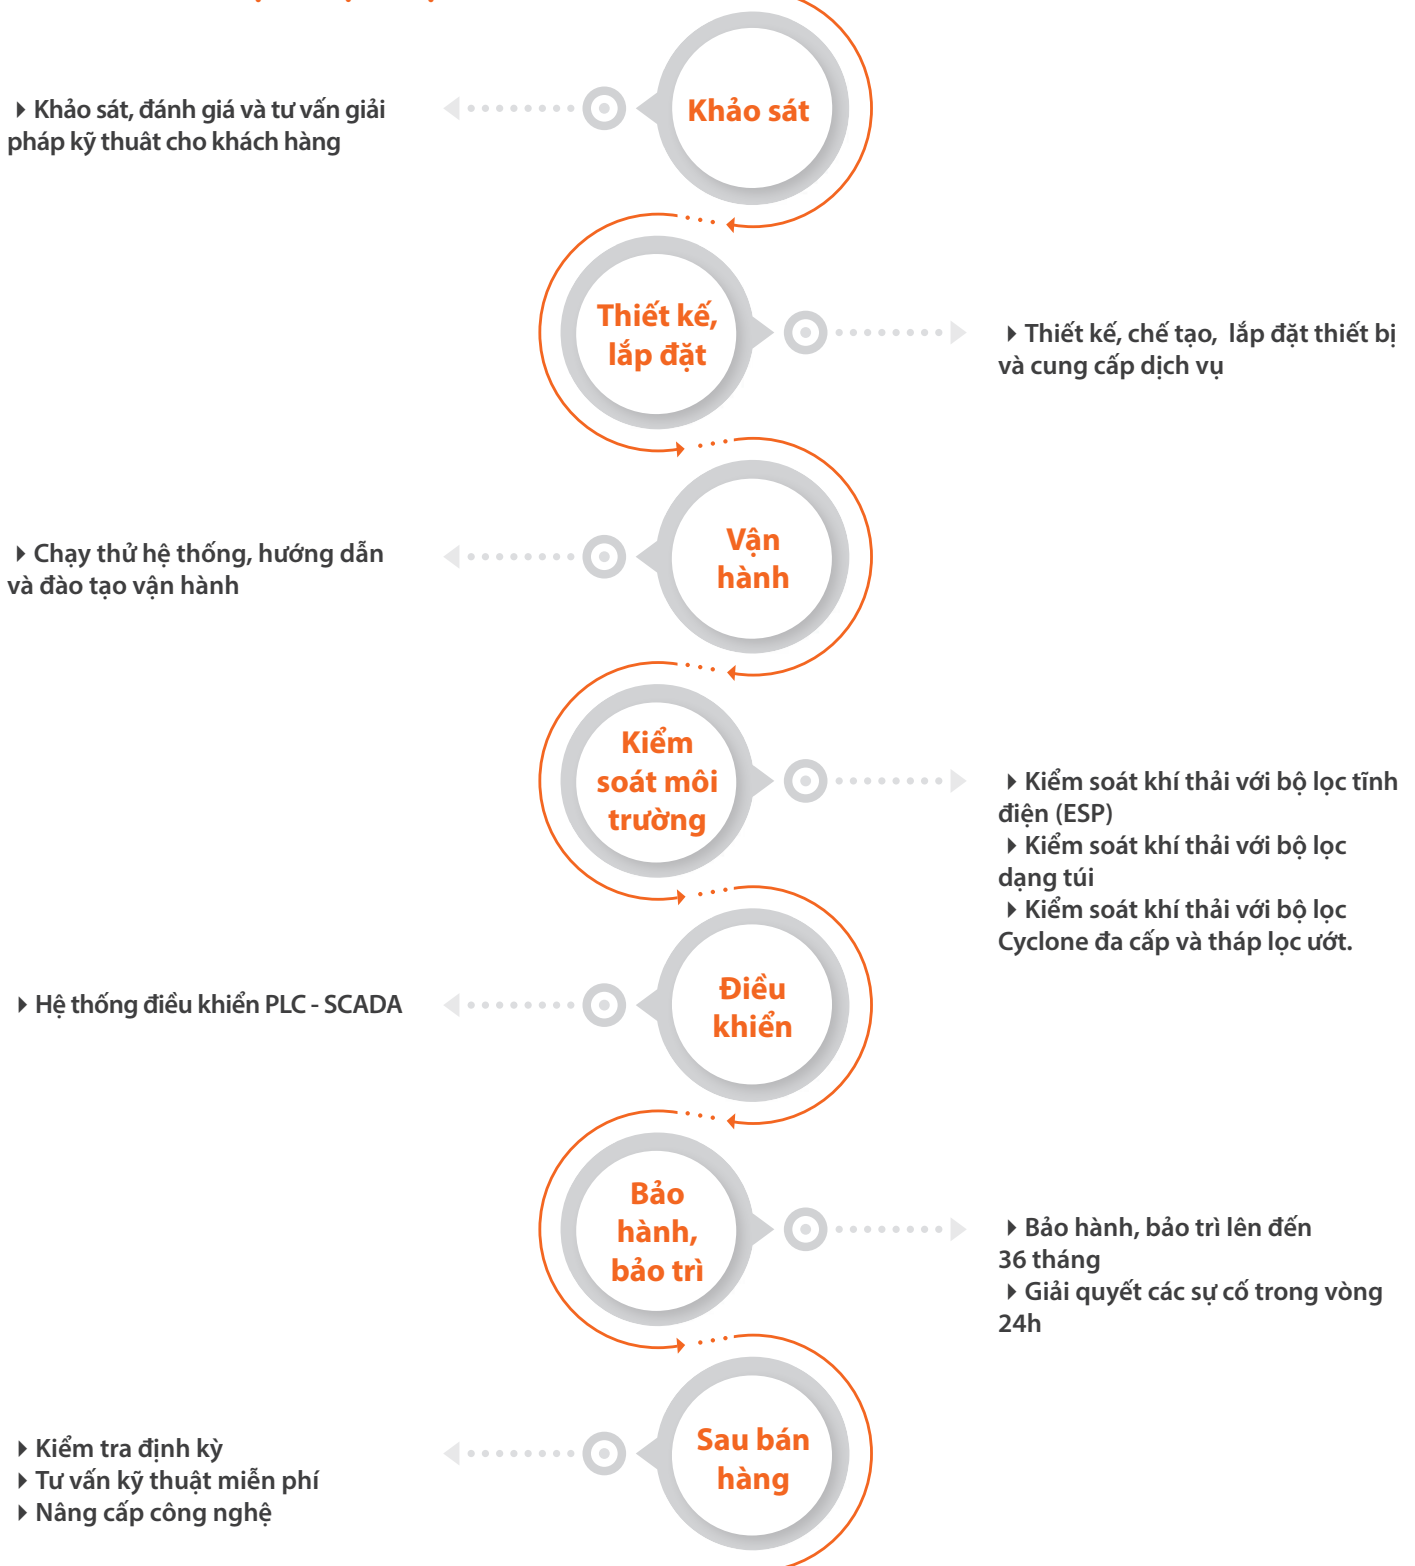 Khảo sát
▸ Khảo sát, đánh giá và tư vấn giải
pháp kỹ thuât cho khách hàng
Thiết kế,
lắp đặt
▸ Thiết kế, chế tạo, lắp đặt thiết bị
và cung cấp dịch vụ
Vận
hành
▸ Chạy thử hệ thống, hướng dẫn
và đào tạo vận hành
Kiểm
soát môi
trường
▸ Kiểm soát khí thải với bộ lọc tĩnh
điện (ESP)
▸ Kiểm soát khí thải với bộ lọc
dạng túi
▸ Kiểm soát khí thải với bộ lọc
Cyclone đa cấp và tháp lọc ướt.
Điều
khiển
▸ Hệ thống điều khiển PLC - SCADA
Bảo
hành,
bảo trì
▸ Bảo hành, bảo trì lên đến
36 tháng
▸ Giải quyết các sự cố trong vòng
24h
Sau bán
hàng
▸ Kiểm tra định kỳ
▸ Tư vấn kỹ thuật miễn phí
▸ Nâng cấp công nghệ